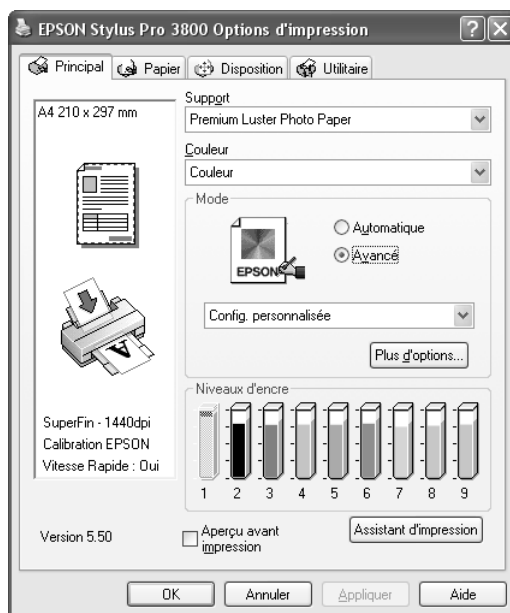 EPSON Stylus Pro 3800 Options d'impression
Principal Papier Disposition Utilitaire
A4 210 x 297 mm
SuperFin - 1440dpi
Calibration EPSON
Vitesse Rapide : Oui
Version 5.50
Support
Premium Luster Photo Paper
Couleur
Couleur
Mode
EPSON
Automatique
Avancé
Config. personnalisée
Plus d'options...
Niveaux d'encre
1 2 3 4 5 6 7 8 9
Aperçu avant
impression
Assistant d'impression
OK Annuler Appliquer Aide